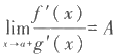 lim f′(x)/g′(x) = A
x→a+